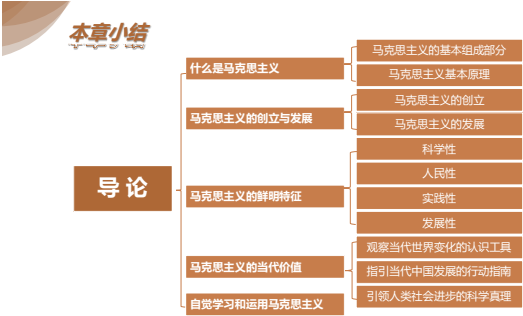 本章小结
导论
什么是马克思主义
马克思主义的基本组成部分
马克思主义基本原理
马克思主义的创立与发展
马克思主义的创立
马克思主义的发展
马克思主义的鲜明特征
科学性
人民性
实践性
发展性
马克思主义的当代价值
观察当代世界变化的认识工具
指引当代中国发展的行动指南
引领人类社会进步的科学真理
自觉学习和运用马克思主义